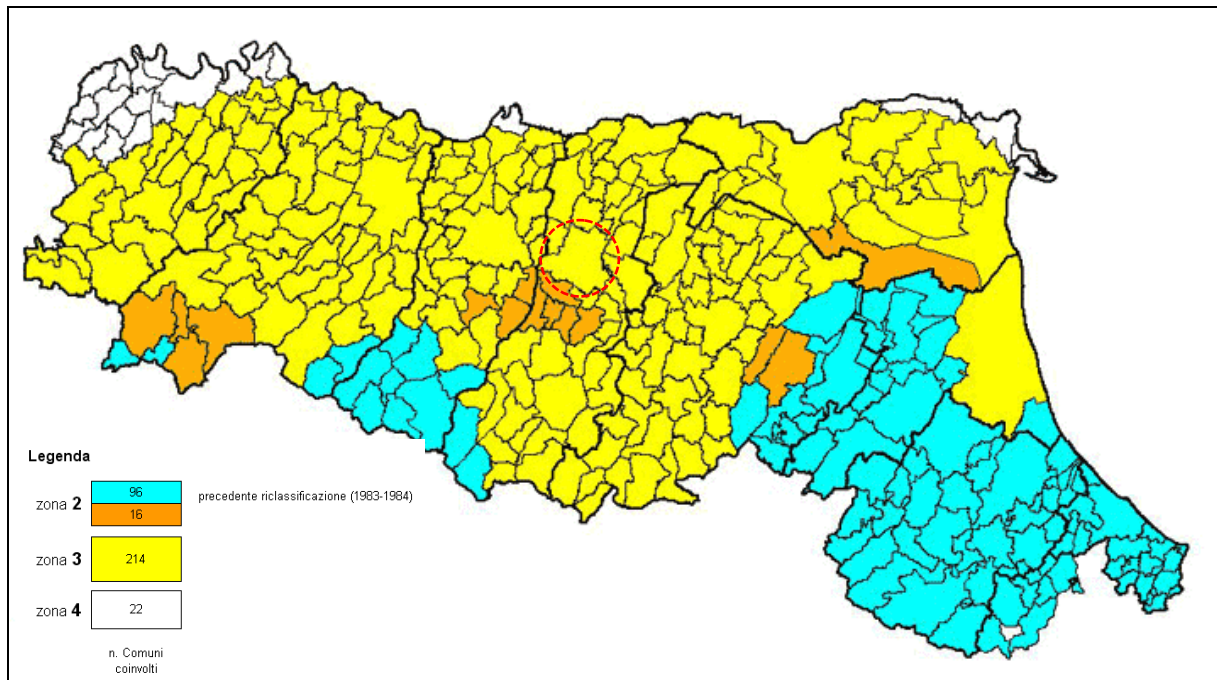 Legenda
zona 2
96
16
precedente riclassificazione (1983-1984)
zona 3
214
zona 4
22
n. Comuni
coinvolti